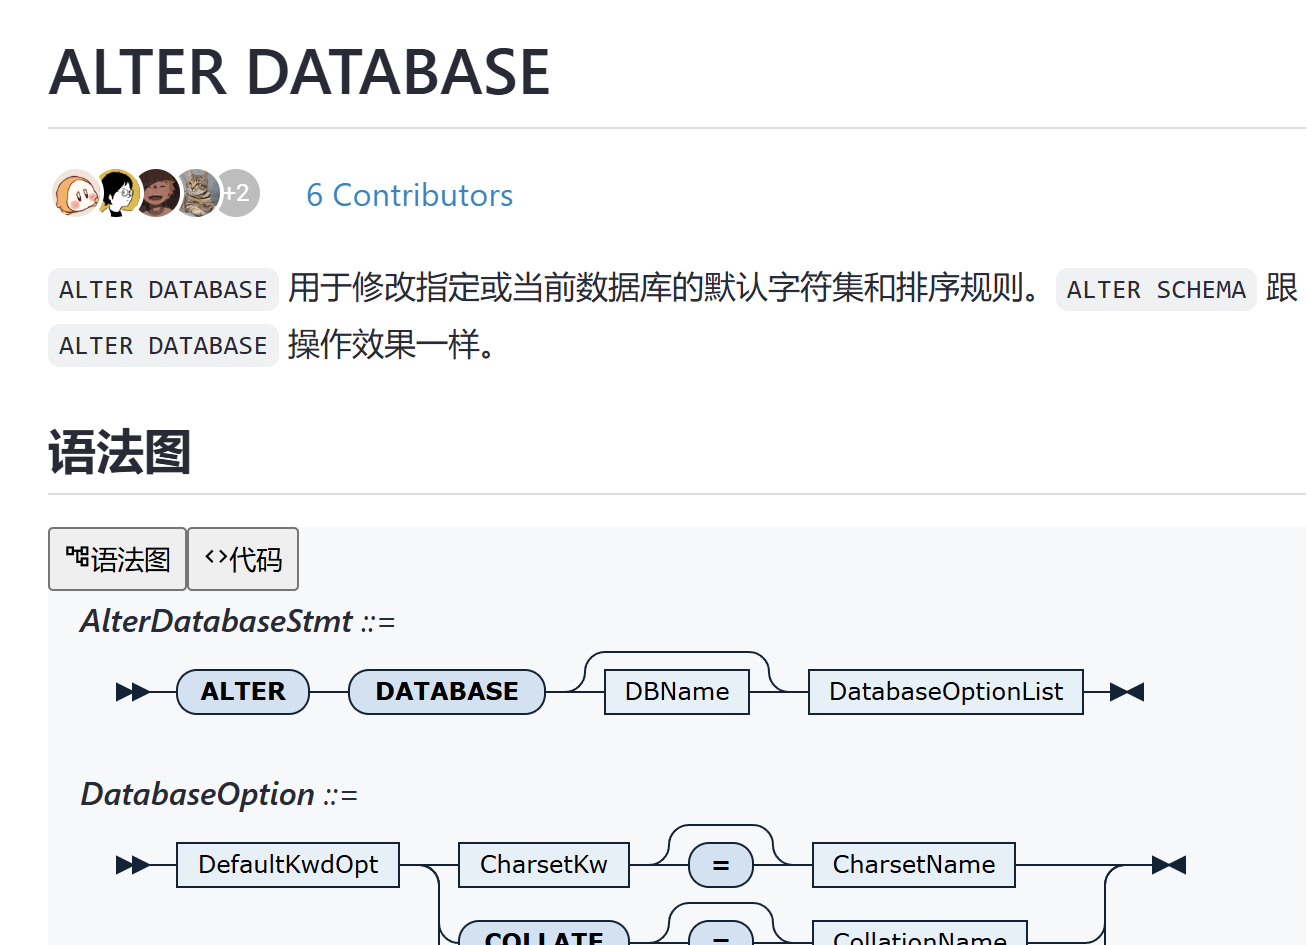 ALTER DATABASE
+2 6 Contributors
ALTER DATABASE 用于修改指定或当前数据库的默认字符集和排序规则。 ALTER SCHEMA 跟
ALTER DATABASE 操作效果一样。
语法图
语法图 <>代码
AlterDatabaseStmt ::=
ALTER DATABASE DBName DatabaseOptionList
DatabaseOption ::=
DefaultKwdOpt CharsetKw = CharsetName
COLLATE = CollationName